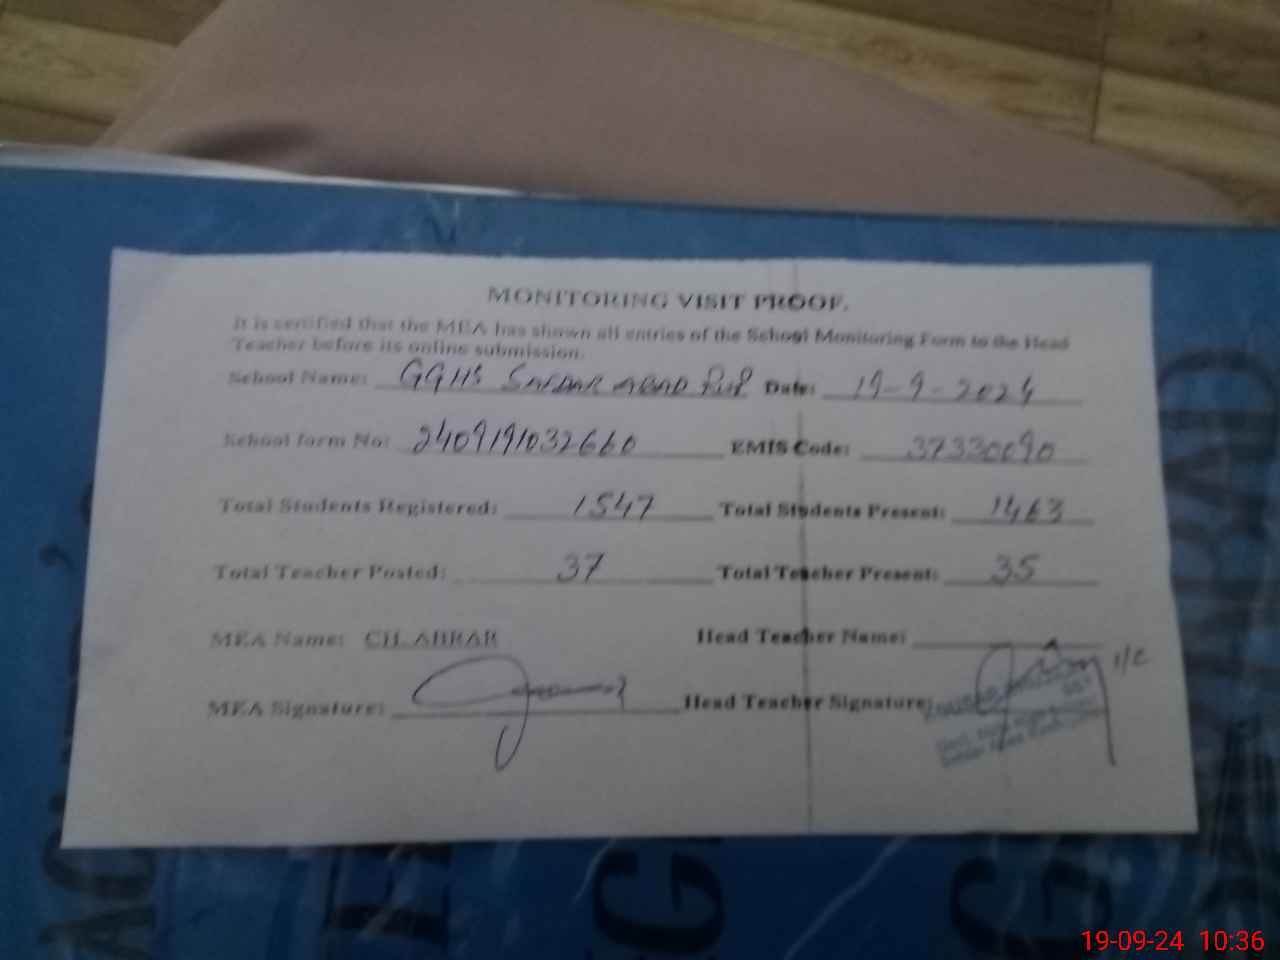 MONITORING VISIT PROOF.
It is certified that the MEA has shown all entries of the School Monitoring Form to the Head
Teacher before its online submission.
School Name: GGHS SAFDAR ABAD RWP Date: 19-9-2024
School form No: 2409191032660 EMIS Code: 37330090
Total Students Registered: 1547 Total Students Present: 1463
Total Teacher Posted: 37 Total Teacher Present: 35
MEA Name: CH. ABRAR Head Teacher Name:
MEA Signature: Head Teacher Signature: I/C
19-09-24 10:36